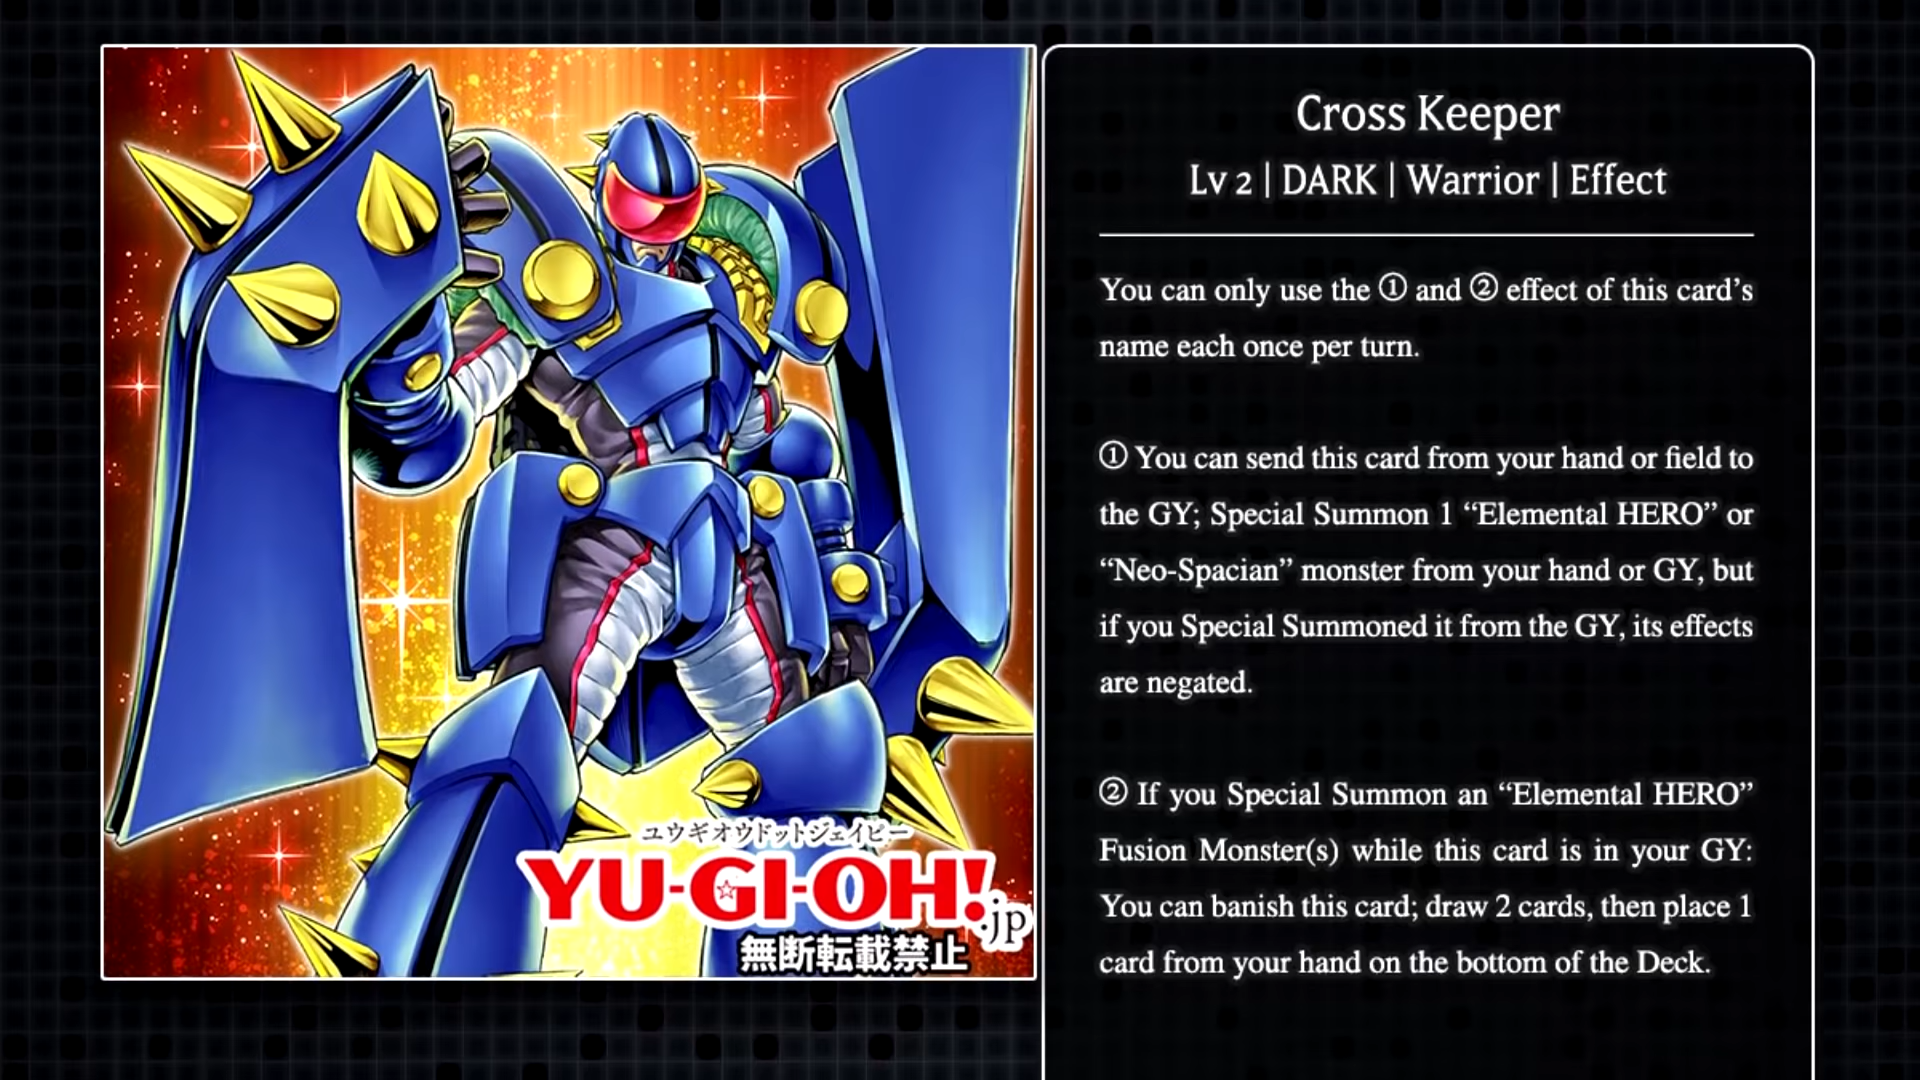 Cross Keeper
Lv 2 | DARK | Warrior | Effect
You can only use the ① and ② effect of this card’s
name each once per turn.
① You can send this card from your hand or field to
the GY; Special Summon 1 “Elemental HERO” or
“Neo-Spacian” monster from your hand or GY, but
if you Special Summoned it from the GY, its effects
are negated.
② If you Special Summon an “Elemental HERO”
Fusion Monster(s) while this card is in your GY:
You can banish this card; draw 2 cards, then place 1
card from your hand on the bottom of the Deck.
ユウギオウドットジェイピー
YU-GI-OH!.jp
無断転載禁止